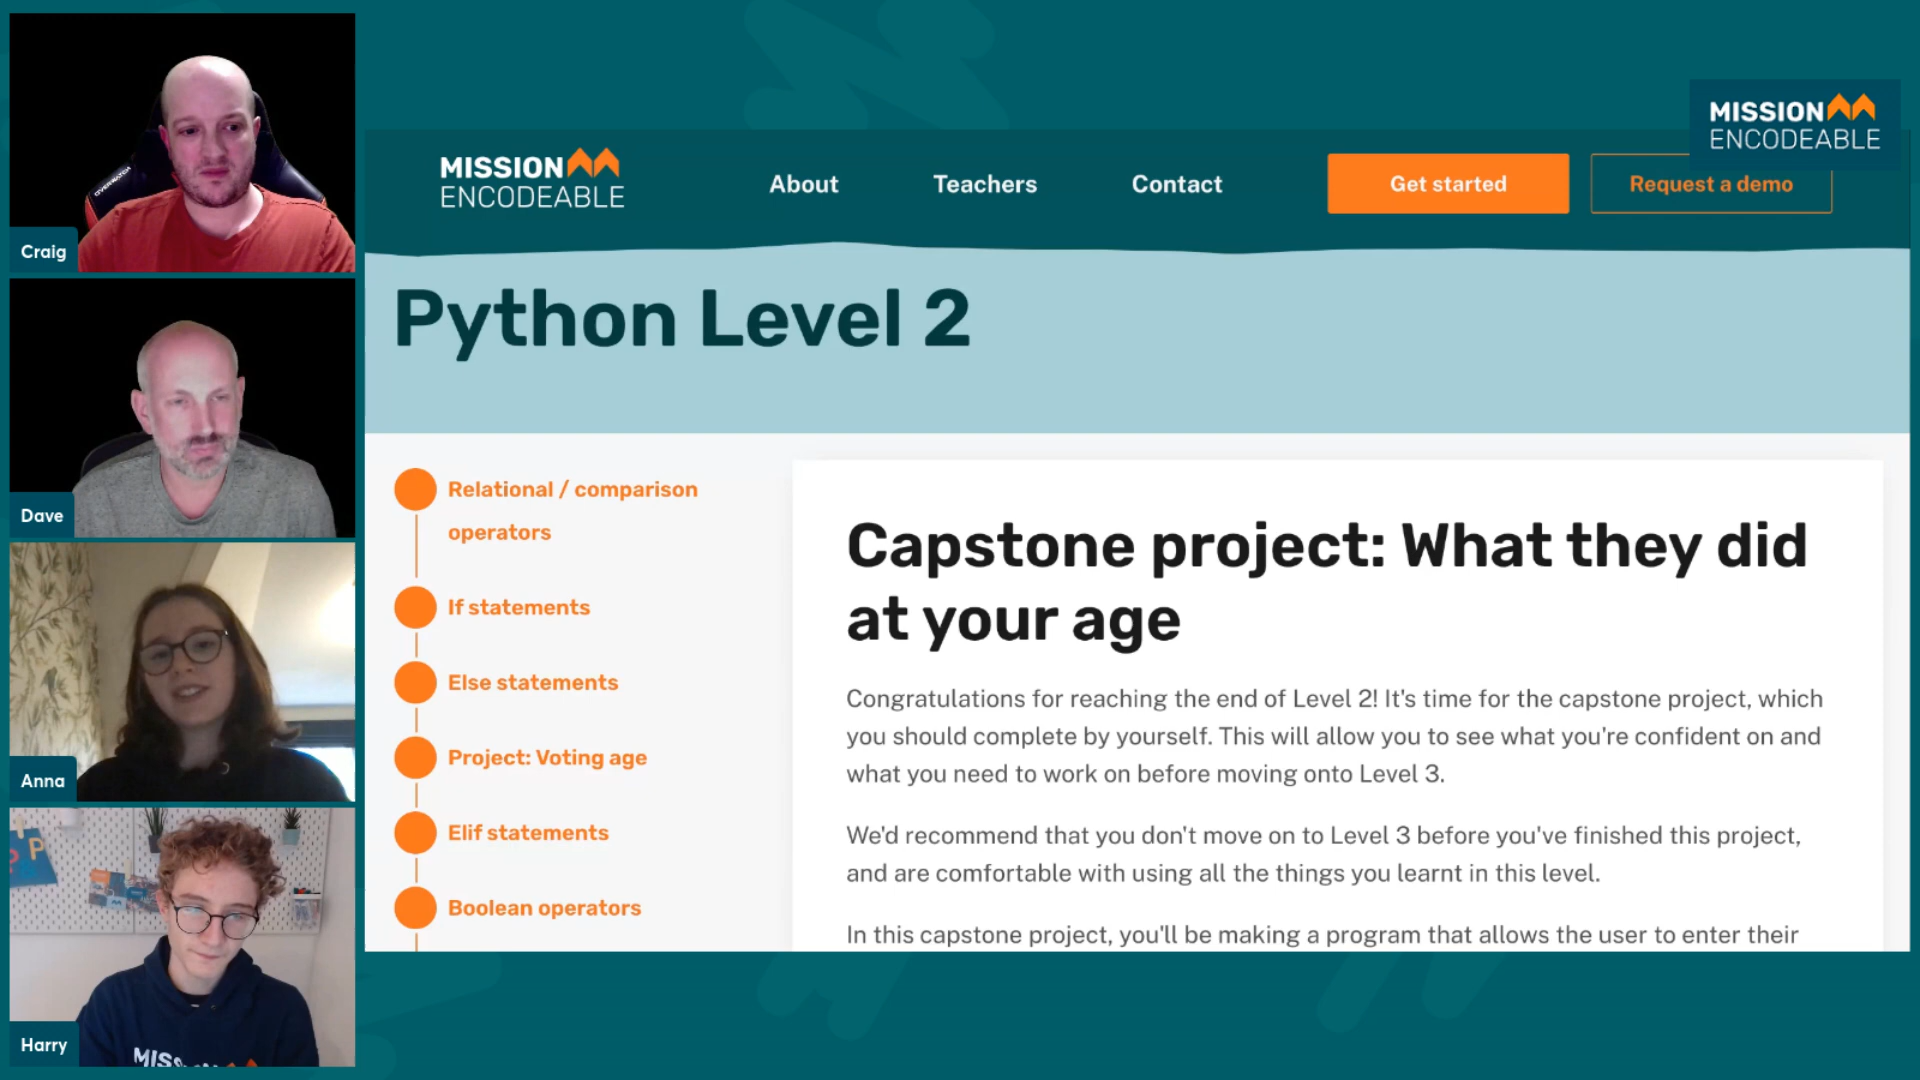 OVERWATCH
Craig
Dave
Anna
P
MISS
Harry
MISSION
ENCODEABLE
About
Teachers
Contact
Get started
Request a demo
MISSION
ENCODEABLE
Python Level 2
Relational / comparison
operators
If statements
Else statements
Project: Voting age
Elif statements
Boolean operators
Capstone project: What they did
at your age
Congratulations for reaching the end of Level 2! It's time for the capstone project, which
you should complete by yourself. This will allow you to see what you're confident on and
what you need to work on before moving onto Level 3.
We'd recommend that you don't move on to Level 3 before you've finished this project,
and are comfortable with using all the things you learnt in this level.
In this capstone project, you'll be making a program that allows the user to enter their